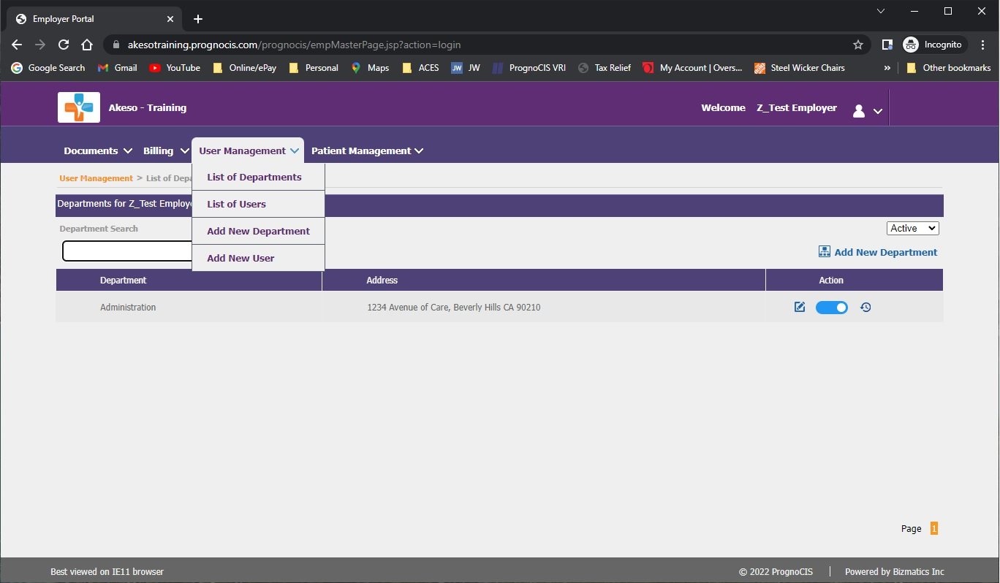 Employer Portal
akesotraining.prognocis.com/prognocis/empMasterPage.jsp?action=login
Incognito
Google Search
Gmail
YouTube
Online/ePay
Personal
Maps
ACES
JW
JW
PrognoCIS VRI
Tax Relief
My Account | Overs...
Steel Wicker Chairs
»
Other bookmarks
Akeso - Training
Welcome Z_Test Employer
Documents
Billing
User Management
Patient Management
User Management > List of Depa
List of Departments
Departments for Z_Test Employe
List of Users
Department Search
Active
Add New Department
Add New User
Add New Department
Department
Address
Action
Administration
1234 Avenue of Care, Beverly Hills CA 90210
Page 1
Best viewed on IE11 browser
© 2022 PrognoCIS | Powered by Bizmatics Inc